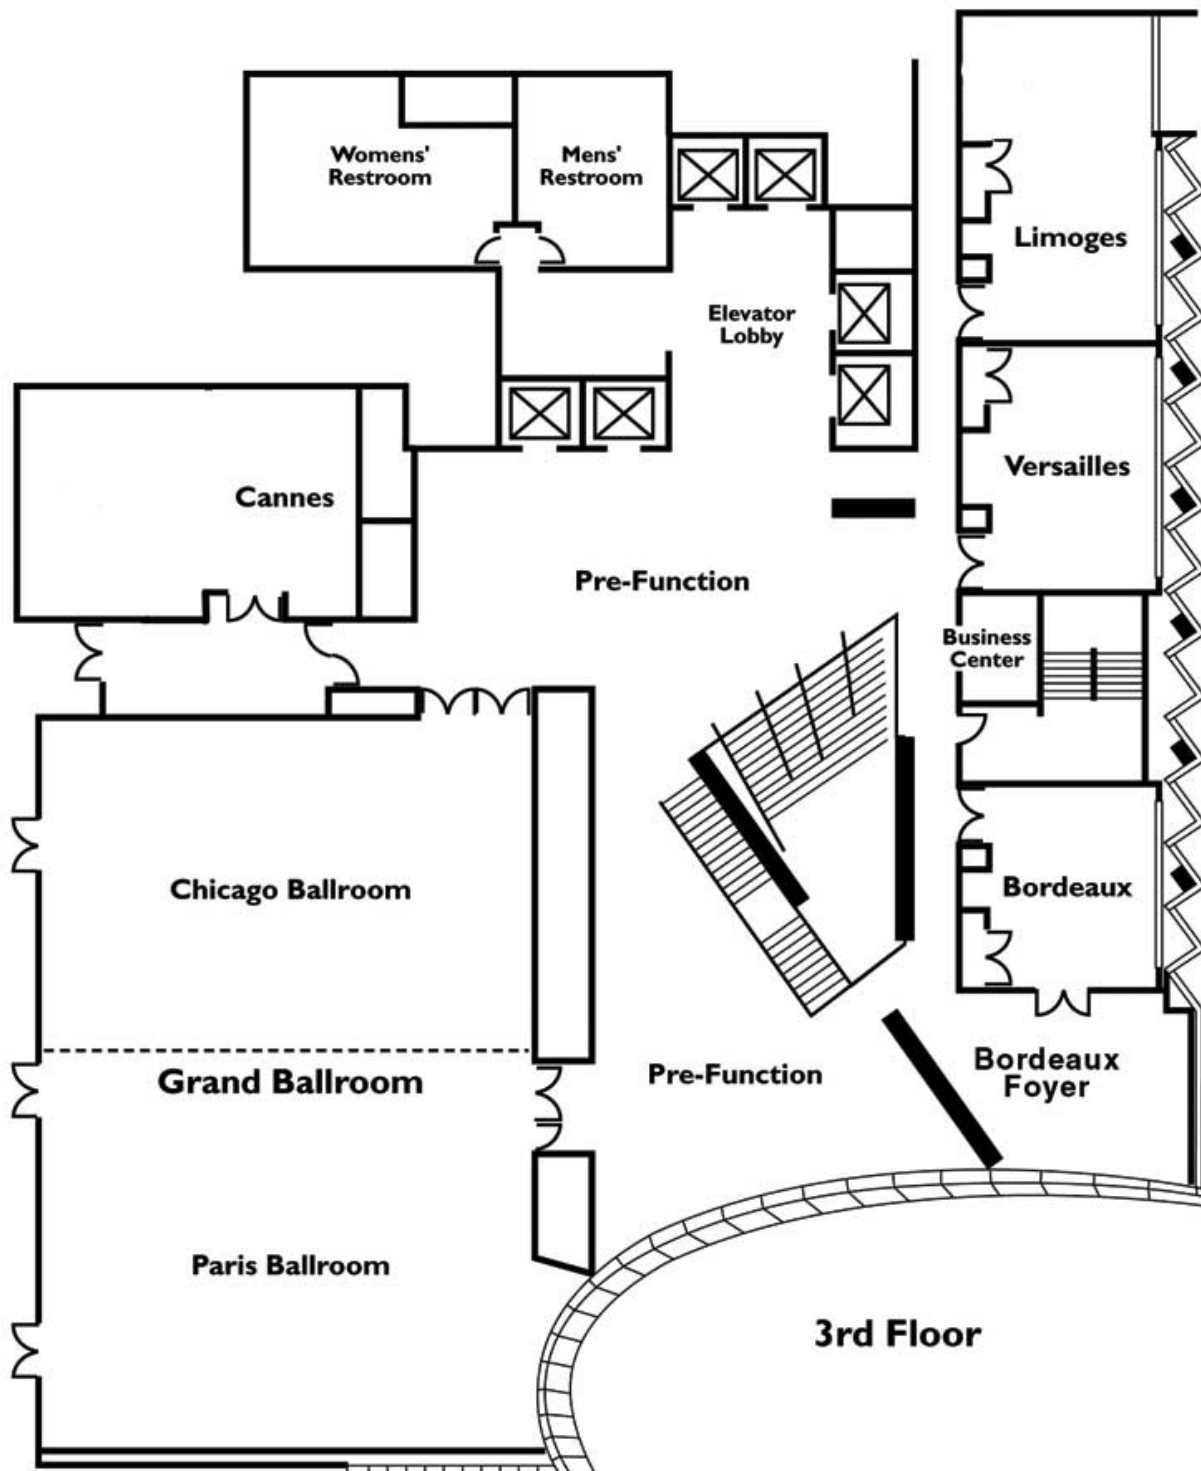 Womens'
Restroom
Mens'
Restroom
Limoges
Elevator
Lobby
Versailles
Cannes
Pre-Function
Business
Center
Chicago Ballroom
Bordeaux
Grand Ballroom
Pre-Function
Bordeaux
Foyer
Paris Ballroom
3rd Floor